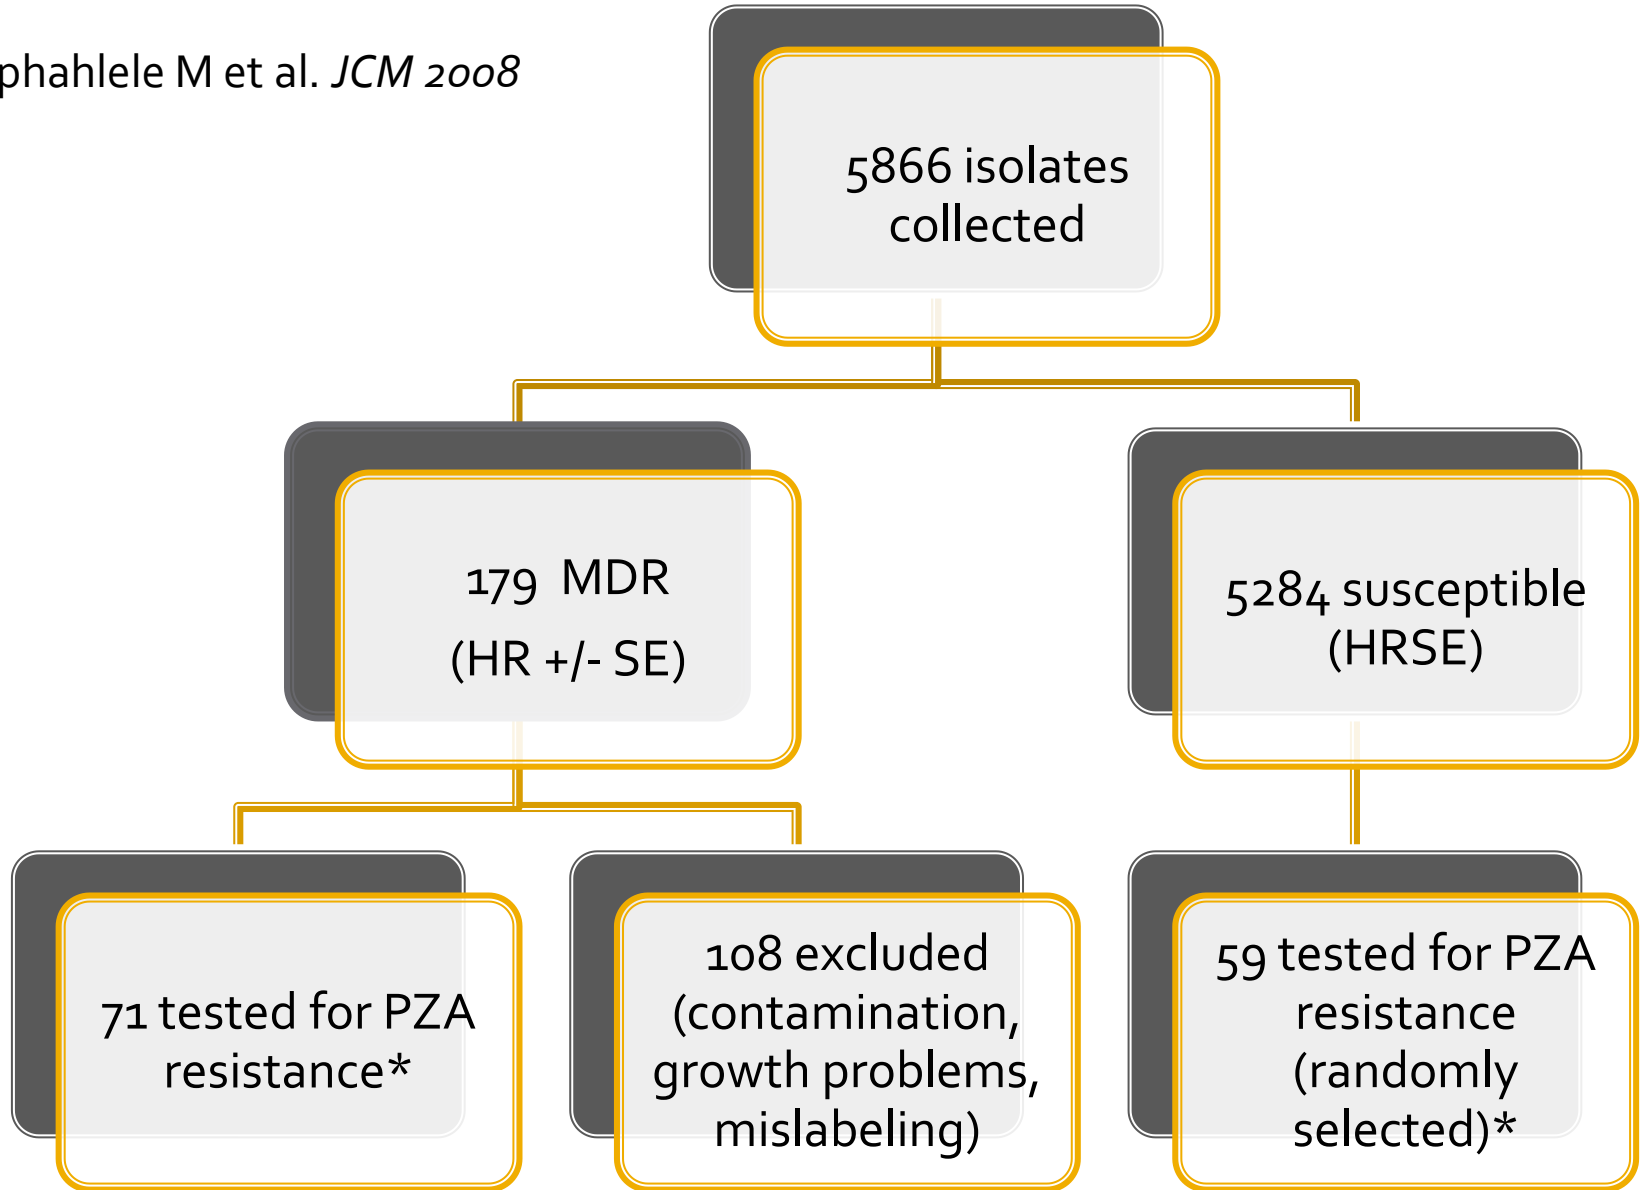 phahlele M et al. JCM 2008
5866 isolates
collected
179 MDR
(HR +/- SE)
5284 susceptible
(HRSE)
71 tested for PZA
resistance*
108 excluded
(contamination,
growth problems,
mislabeling)
59 tested for PZA
resistance
(randomly
selected)*